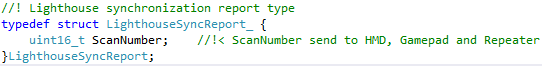 //! Lighthouse synchronization report type
typedef struct LighthouseSyncReport_ {
    uint16_t ScanNumber;    //!< ScanNumber send to HMD, Gamepad and Repeater
}LighthouseSyncReport;